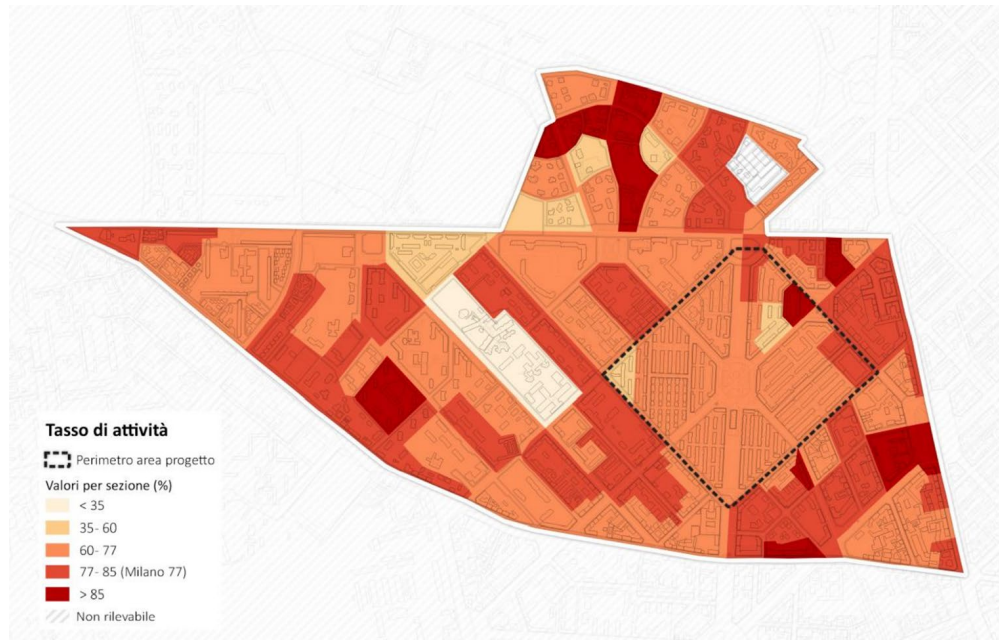 Tasso di attività
Perimetro area progetto
Valori per sezione (%)
< 35
35- 60
60- 77
77- 85 (Milano 77)
> 85
Non rilevabile